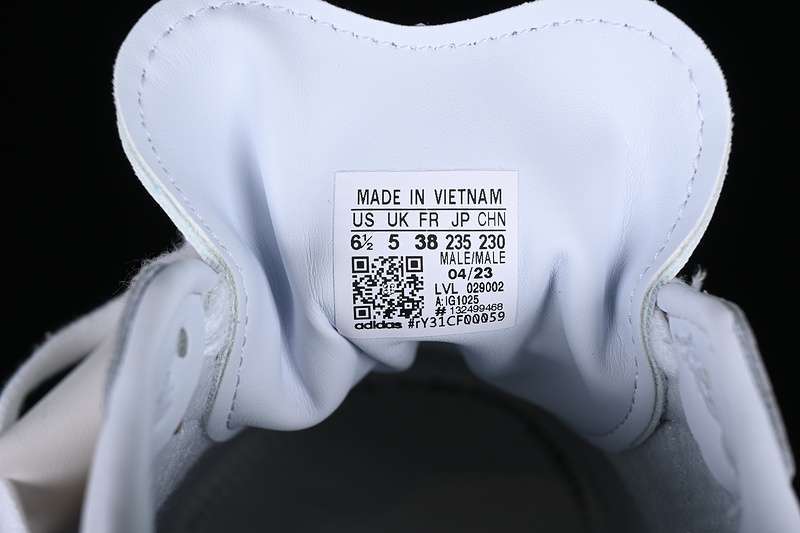 MADE IN VIETNAM
US UK FR JP CHN
6½ 5 38 235 230
MALE/MALE
04/23
LVL 029002
A:IG1025
# 132499468
adidas #rY31CF00059